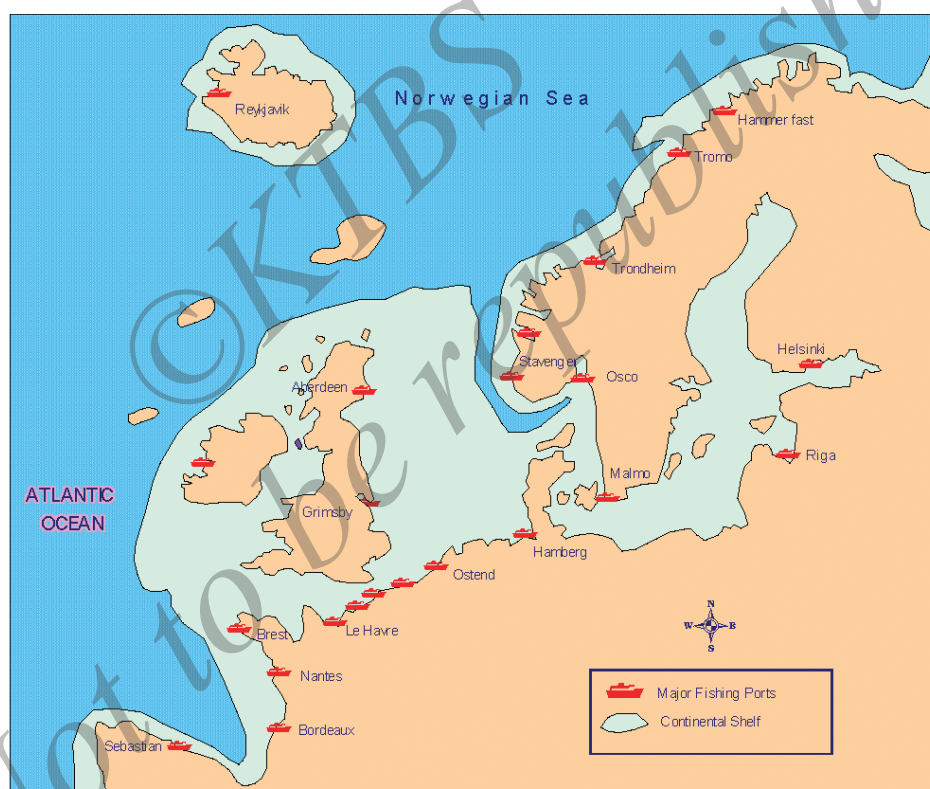 Norwegian Sea
Reykjavik
Hammer fast
Tromo
Trondheim
Stavenger
Helsinki
Aberdeen
Osco
Riga
Malmo
ATLANTIC
OCEAN
Grimsby
Hamberg
Ostend
Brest
Le Havre
Nantes
Bordeaux
Sebastian
N
W E
S
Major Fishing Ports
Continental Shelf
©KTBS
Not to be republish